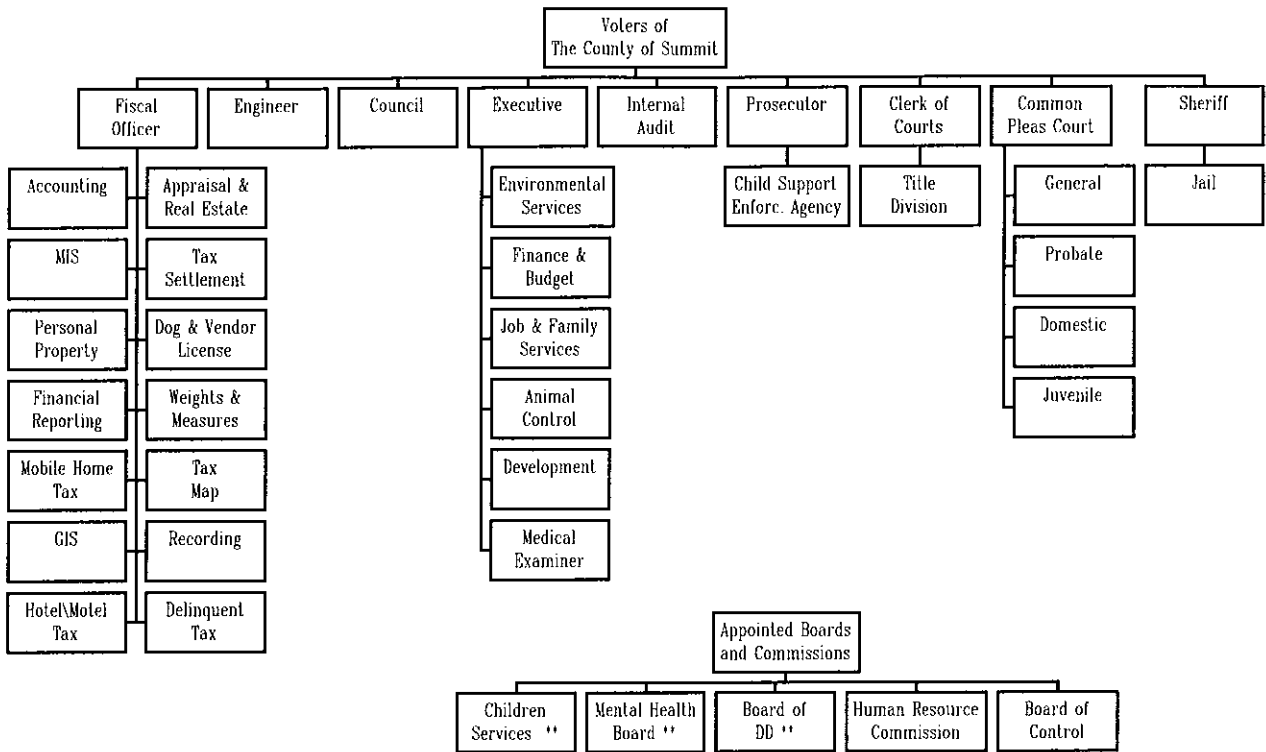 Voters of
The County of Summit
Fiscal
Officer
Engineer
Council
Executive
Internal
Audit
Prosecutor
Clerk of
Courts
Common
Pleas Court
Sheriff
Accounting
Appraisal &
Real Estate
MIS
Tax
Settlement
Personal
Property
Dog & Vendor
License
Financial
Reporting
Weights &
Measures
Mobile Home
Tax
Tax
Map
GIS
Recording
Hotel\Motel
Tax
Delinquent
Tax
Environmental
Services
Finance &
Budget
Job & Family
Services
Animal
Control
Development
Medical
Examiner
Child Support
Enforc. Agency
Title
Division
General
Probate
Domestic
Juvenile
Jail
Appointed Boards
and Commissions
Children
Services **
Mental Health
Board **
Board of
DD **
Human Resource
Commission
Board of
Control